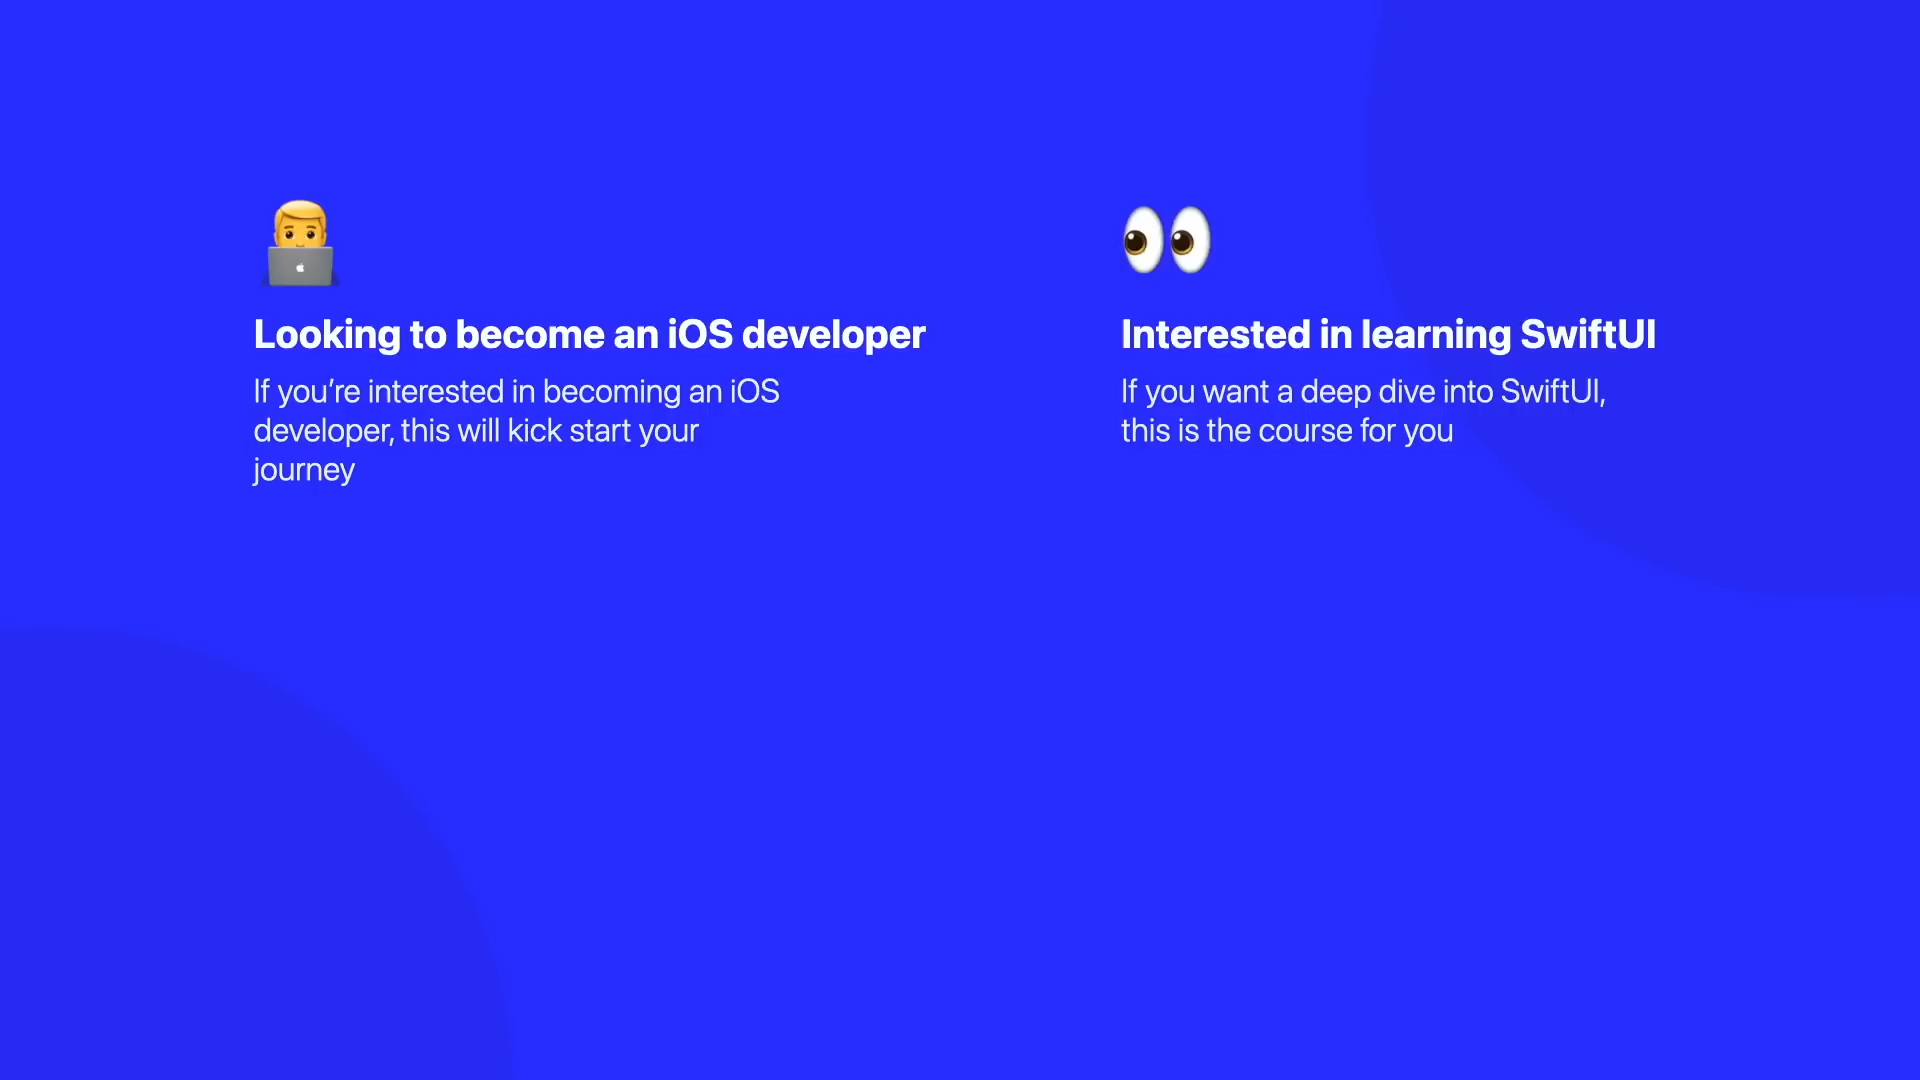 Looking to become an iOS developer
If you’re interested in becoming an iOS
developer, this will kick start your
journey
Interested in learning SwiftUI
If you want a deep dive into SwiftUI,
this is the course for you